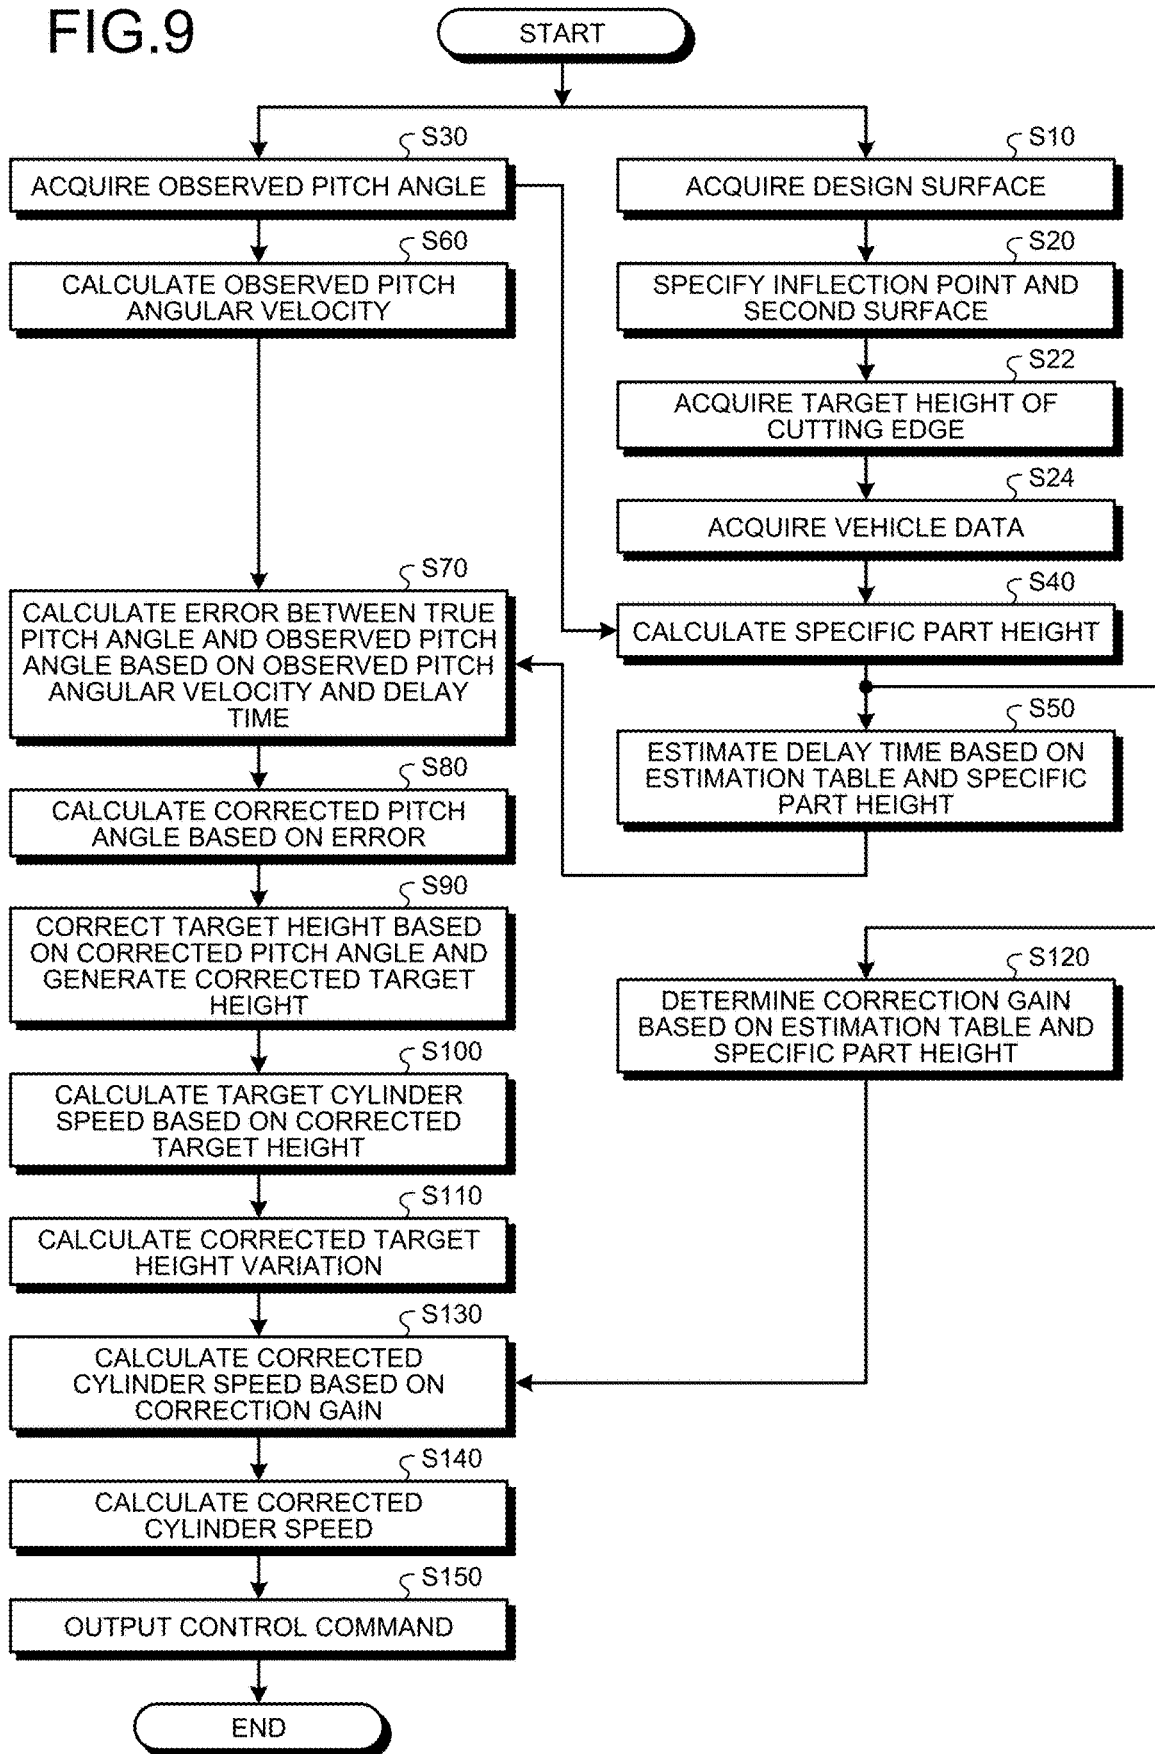 FIG.9
START
S30
ACQUIRE OBSERVED PITCH ANGLE
S60
CALCULATE OBSERVED PITCH
ANGULAR VELOCITY
S70
CALCULATE ERROR BETWEEN TRUE
PITCH ANGLE AND OBSERVED PITCH
ANGLE BASED ON OBSERVED PITCH
ANGULAR VELOCITY AND DELAY
TIME
S80
CALCULATE CORRECTED PITCH
ANGLE BASED ON ERROR
S90
CORRECT TARGET HEIGHT BASED
ON CORRECTED PITCH ANGLE AND
GENERATE CORRECTED TARGET
HEIGHT
S100
CALCULATE TARGET CYLINDER
SPEED BASED ON CORRECTED
TARGET HEIGHT
S110
CALCULATE CORRECTED TARGET
HEIGHT VARIATION
S130
CALCULATE CORRECTED
CYLINDER SPEED BASED ON
CORRECTION GAIN
S140
CALCULATE CORRECTED
CYLINDER SPEED
S150
OUTPUT CONTROL COMMAND
END
S10
ACQUIRE DESIGN SURFACE
S20
SPECIFY INFLECTION POINT AND
SECOND SURFACE
S22
ACQUIRE TARGET HEIGHT OF
CUTTING EDGE
S24
ACQUIRE VEHICLE DATA
S40
CALCULATE SPECIFIC PART HEIGHT
S50
ESTIMATE DELAY TIME BASED ON
ESTIMATION TABLE AND SPECIFIC
PART HEIGHT
S120
DETERMINE CORRECTION GAIN
BASED ON ESTIMATION TABLE AND
SPECIFIC PART HEIGHT